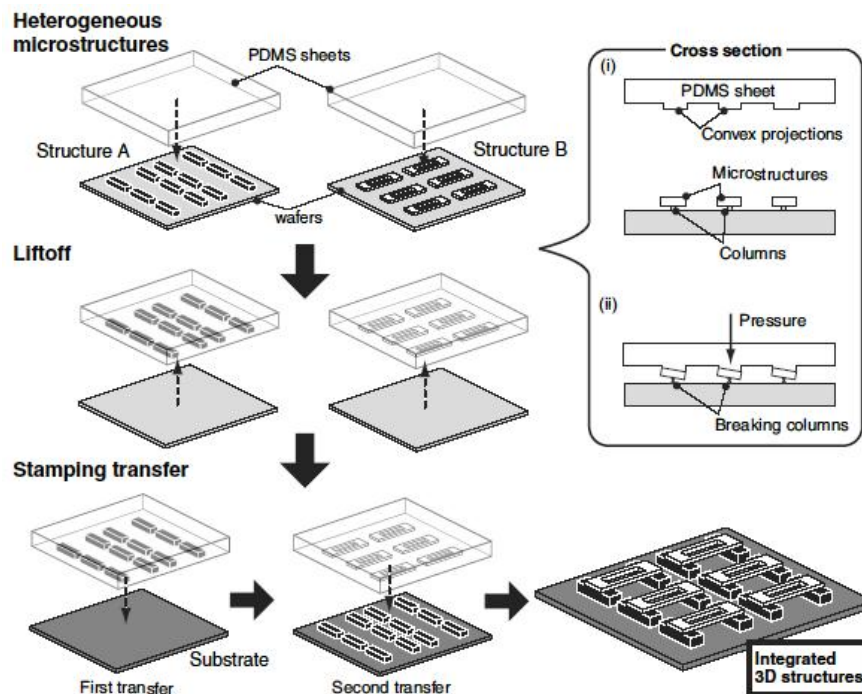 Heterogeneous
microstructures
PDMS sheets
Structure A
Structure B
wafers
Cross section
(i)
PDMS sheet
Convex projections
Microstructures
Columns
(ii)
Pressure
Breaking columns
Liftoff
Stamping transfer
Substrate
First transfer
Second transfer
Integrated
3D structures